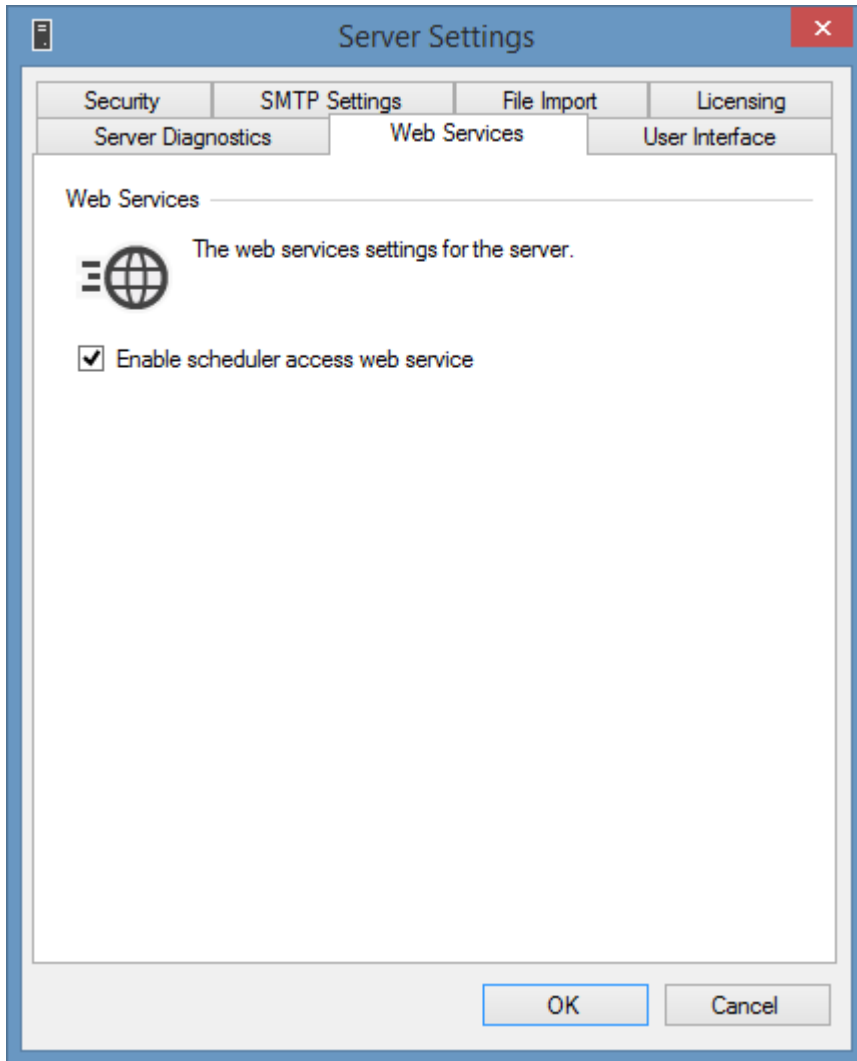 Server Settings
Security SMTP Settings File Import Licensing
Server Diagnostics Web Services User Interface
Web Services
The web services settings for the server.
Enable scheduler access web service
OK Cancel